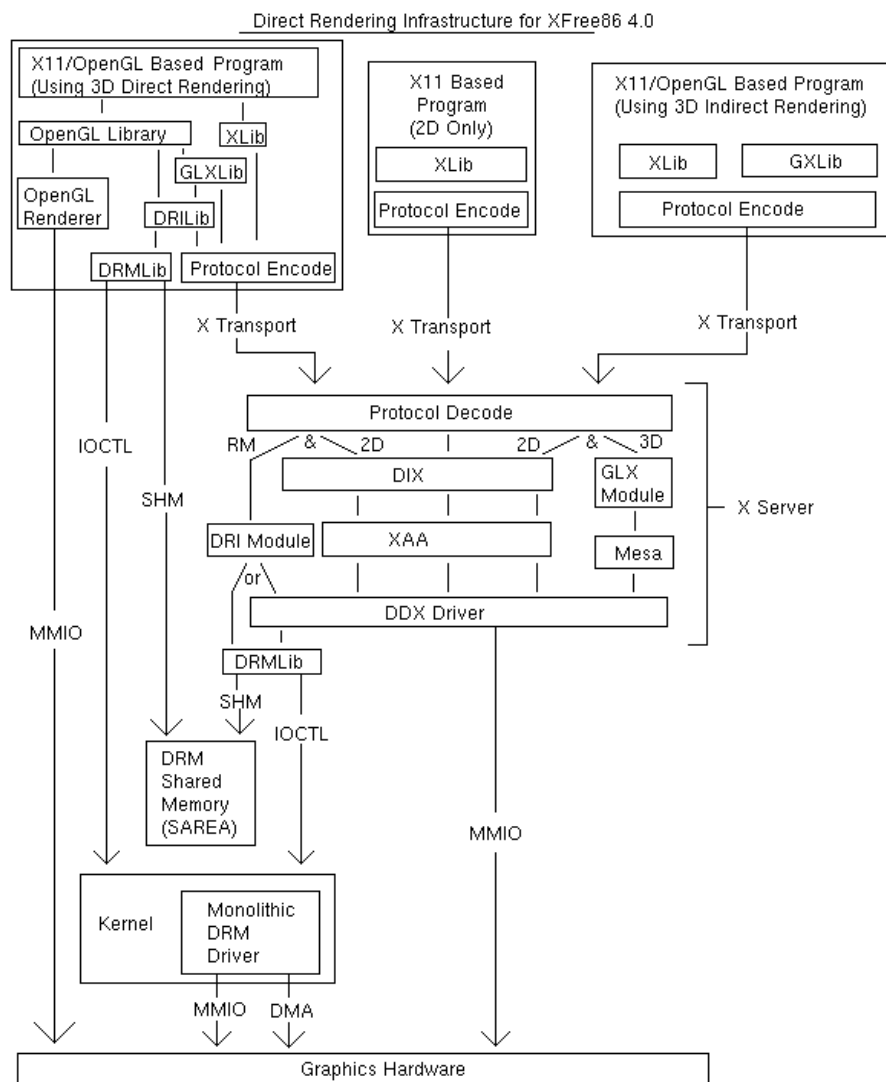 Direct Rendering Infrastructure for XFree86 4.0
X11/OpenGL Based Program
(Using 3D Direct Rendering)
OpenGL Library
XLib
GLXLib
OpenGL
Renderer
DRILib
DRMLib
Protocol Encode
X11 Based
Program
(2D Only)
XLib
Protocol Encode
X11/OpenGL Based Program
(Using 3D Indirect Rendering)
XLib
GXLib
Protocol Encode
X Transport
X Transport
X Transport
Protocol Decode
IOCTL
RM
&
2D
2D
&
3D
DIX
GLX
Module
SHM
X Server
DRI Module
XAA
Mesa
or
DDX Driver
MMIO
DRMLib
SHM
IOCTL
DRM
Shared
Memory
(SAREA)
MMIO
Kernel
Monolithic
DRM
Driver
MMIO
DMA
Graphics Hardware